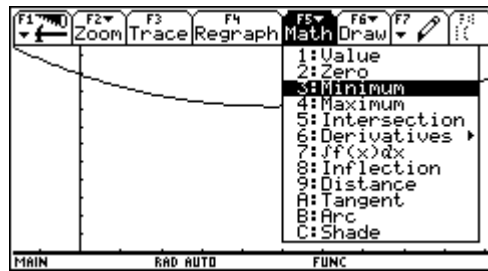 F1 F2 F3 F4 F5 F6 F7
Zoom Trace Regraph Math Draw
1:Value
2:Zero
3:Minimum
4:Maximum
5:Intersection
6:Derivatives ▸
7:∫f(x)dx
8:Inflection
9:Distance
A:Tangent
B:Arc
C:Shade
MAIN RAD AUTO FUNC